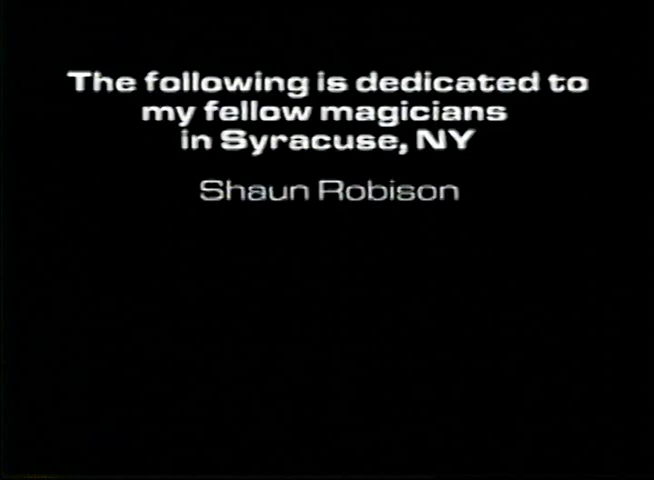 The following is dedicated to
my fellow magicians
in Syracuse, NY
Shaun Robison